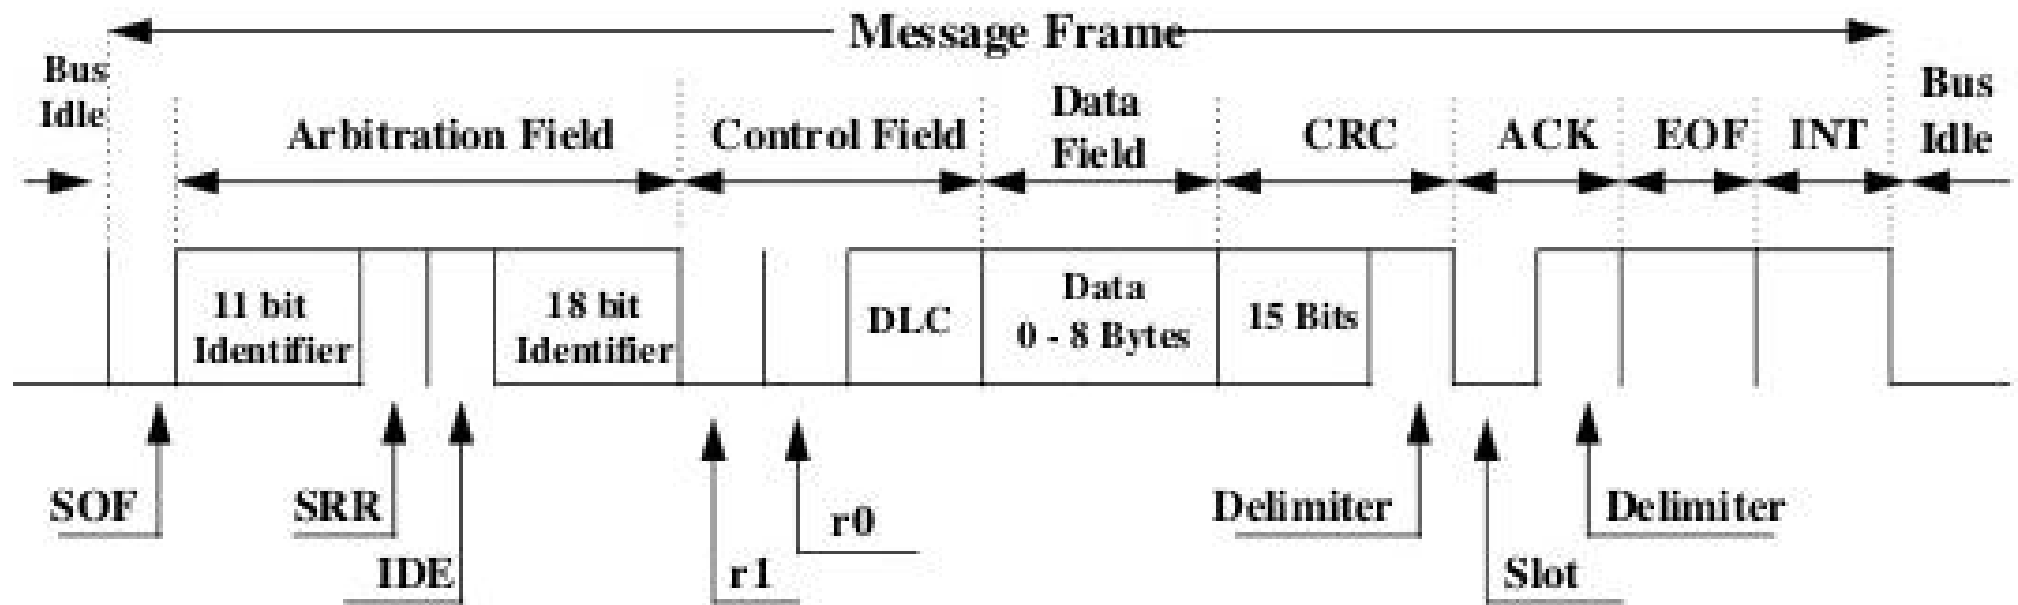 Message Frame
Bus
Idle
Arbitration Field
Control Field
Data
Field
CRC
ACK
EOF
INT
Bus
Idle
11 bit
Identifier
18 bit
Identifier
DLC
Data
0 - 8 Bytes
15 Bits
SOF
SRR
IDE
r1
r0
Delimiter
Slot
Delimiter